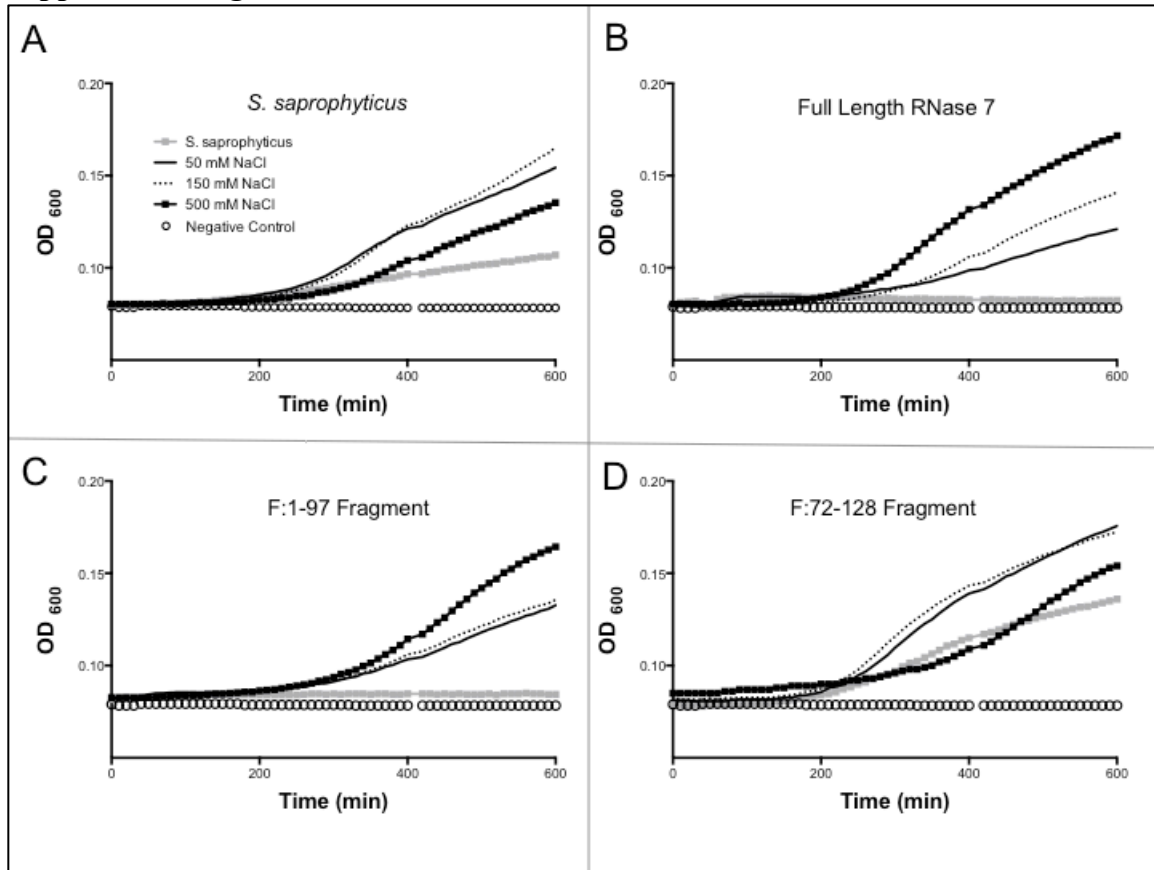 A
S. saprophyticus
0.20
0.15
0.10
OD 600
S. saprophyticus
50 mM NaCl
150 mM NaCl
500 mM NaCl
Negative Control
0
200
400
600
Time (min)
B
Full Length RNase 7
0.20
0.15
0.10
OD 600
0
200
400
600
Time (min)
C
F:1-97 Fragment
0.20
0.15
0.10
OD 600
0
200
400
600
Time (min)
D
F:72-128 Fragment
0.20
0.15
0.10
OD 600
0
200
400
600
Time (min)